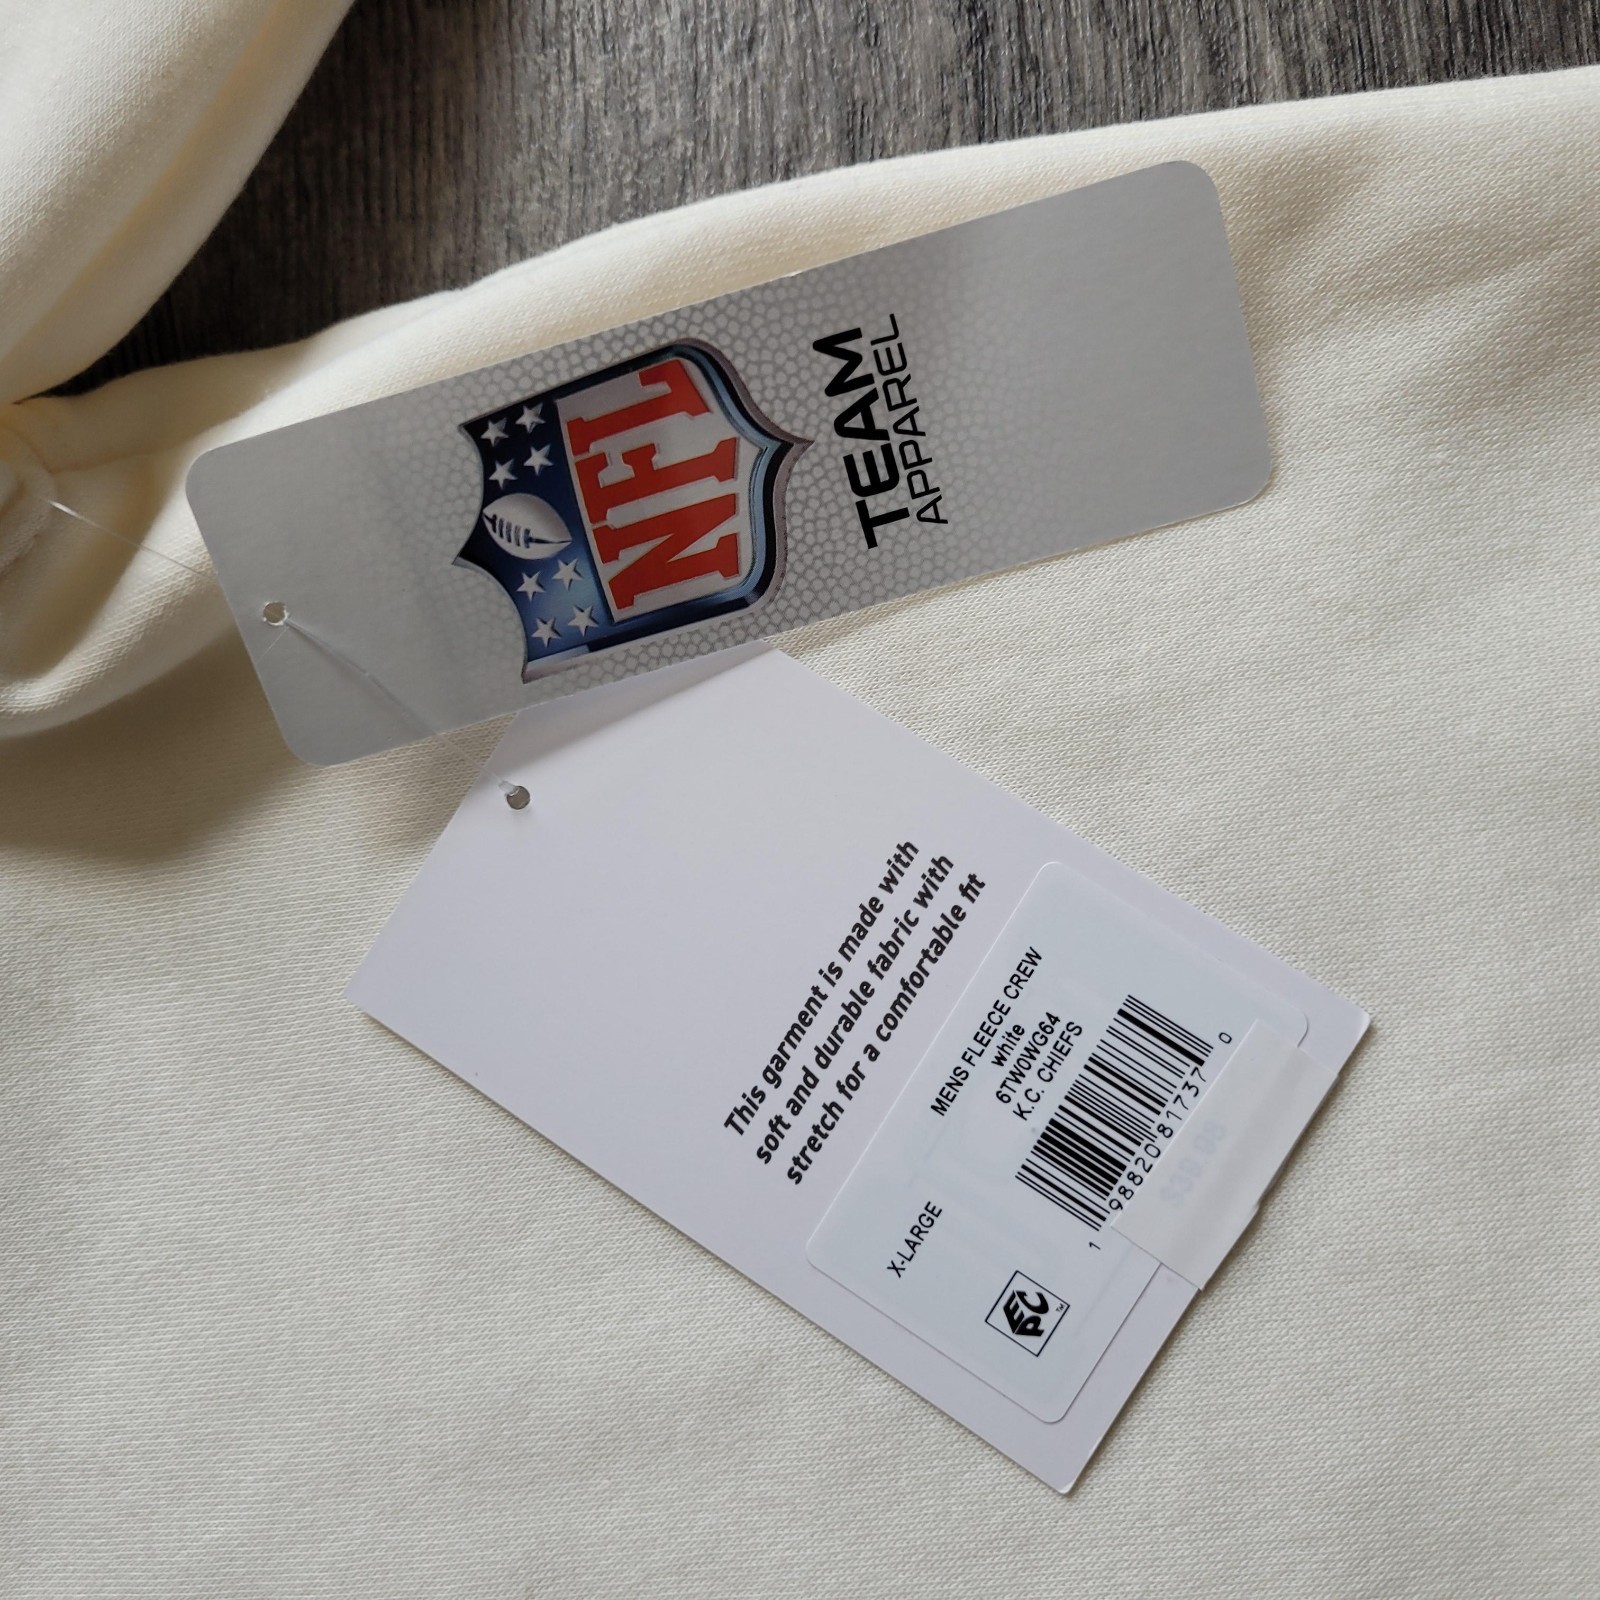 NFL
TEAM
APPAREL
This garment is made with
soft and durable fabric with
stretch for a comfortable fit
MENS FLEECE CREW
white
6TW0WG64
K.C. CHIEFS
X-LARGE
1 98820 81737 0
EPC™